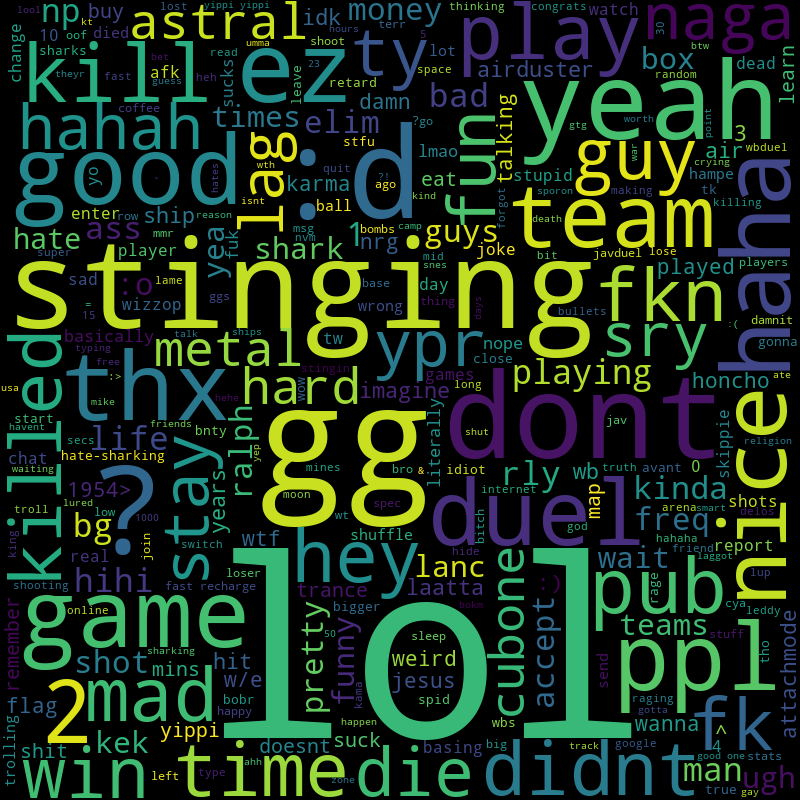 lost yippi yippi congrats
kt astral np buy idk money thinking
lool yo 10 oof died terr play watch naga 30
sharks theyr fast heh
kill ez ty
change afk sucks umma hours shoot lot 5 btw
box dead learn
guess bet read leave 23 space airduster random
coffee retard damn bad worth yeah
hahah times elim talking 3
karma lmao air wbduel
good : d lag stfu ?go fun guy tk point
wth quit ?! stupid hampe war crying
hates isnt ago kind eat forgot sporon making killing
enter row ship reason ball
hate ass mmr yea fuk msg nvm bombs camp guys team death
player shark 1 nrg mid joke bit javduel lose players
super sad :o ggs base snes day played haha
stinging
= 15 lame wizzop wrong thing days bullets :( damnit
basically talk ships tw nope fkn gonna
typing metal ypr close sry
usa :> free stingin wow games long playing ate
mike thx hehe hard imagine honcho
start havent friends life bnty ralph literally jav dont nice
secs chat yep gg bro & shut truth avant 0 skippie religion
waiting hate-sharking mines idiot rly wb
killed troll 1954> years moon spec internet kinda shots
lured low ? 1000 shuffle wt bitch map smart
king bg stay join switch duel god freq arena delos
real wtf hey hide hahaha report
shooting hihi loser trance lanc friend wait laggot lup
fast recharge laatta :) rage pub cya leddy
remember online game bigger cubone accept teams tho
50 bokm stuff
sharking pretty funny sleep
shot hit lol weird send ppl attachmode
mins w/e jesus
flag 2 mad bobr kama spid wanna raging ^
trolling happy yippi happen wbs gotta 4 fk
shit kek doesnt suck basing big google good one stats
win left time type ahh zone die track didnt man true gay ugh